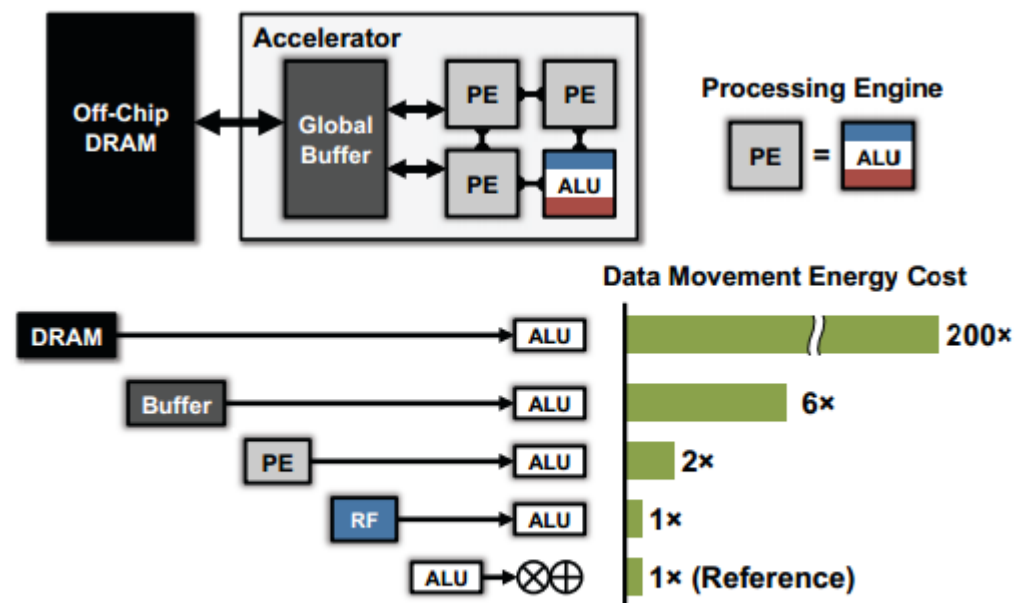 Accelerator
Off-Chip
DRAM
Global
Buffer
PE
PE
PE
ALU
Processing Engine
PE
=
ALU
Data Movement Energy Cost
DRAM
ALU
200×
Buffer
ALU
6×
PE
ALU
2×
RF
ALU
1×
ALU
1× (Reference)